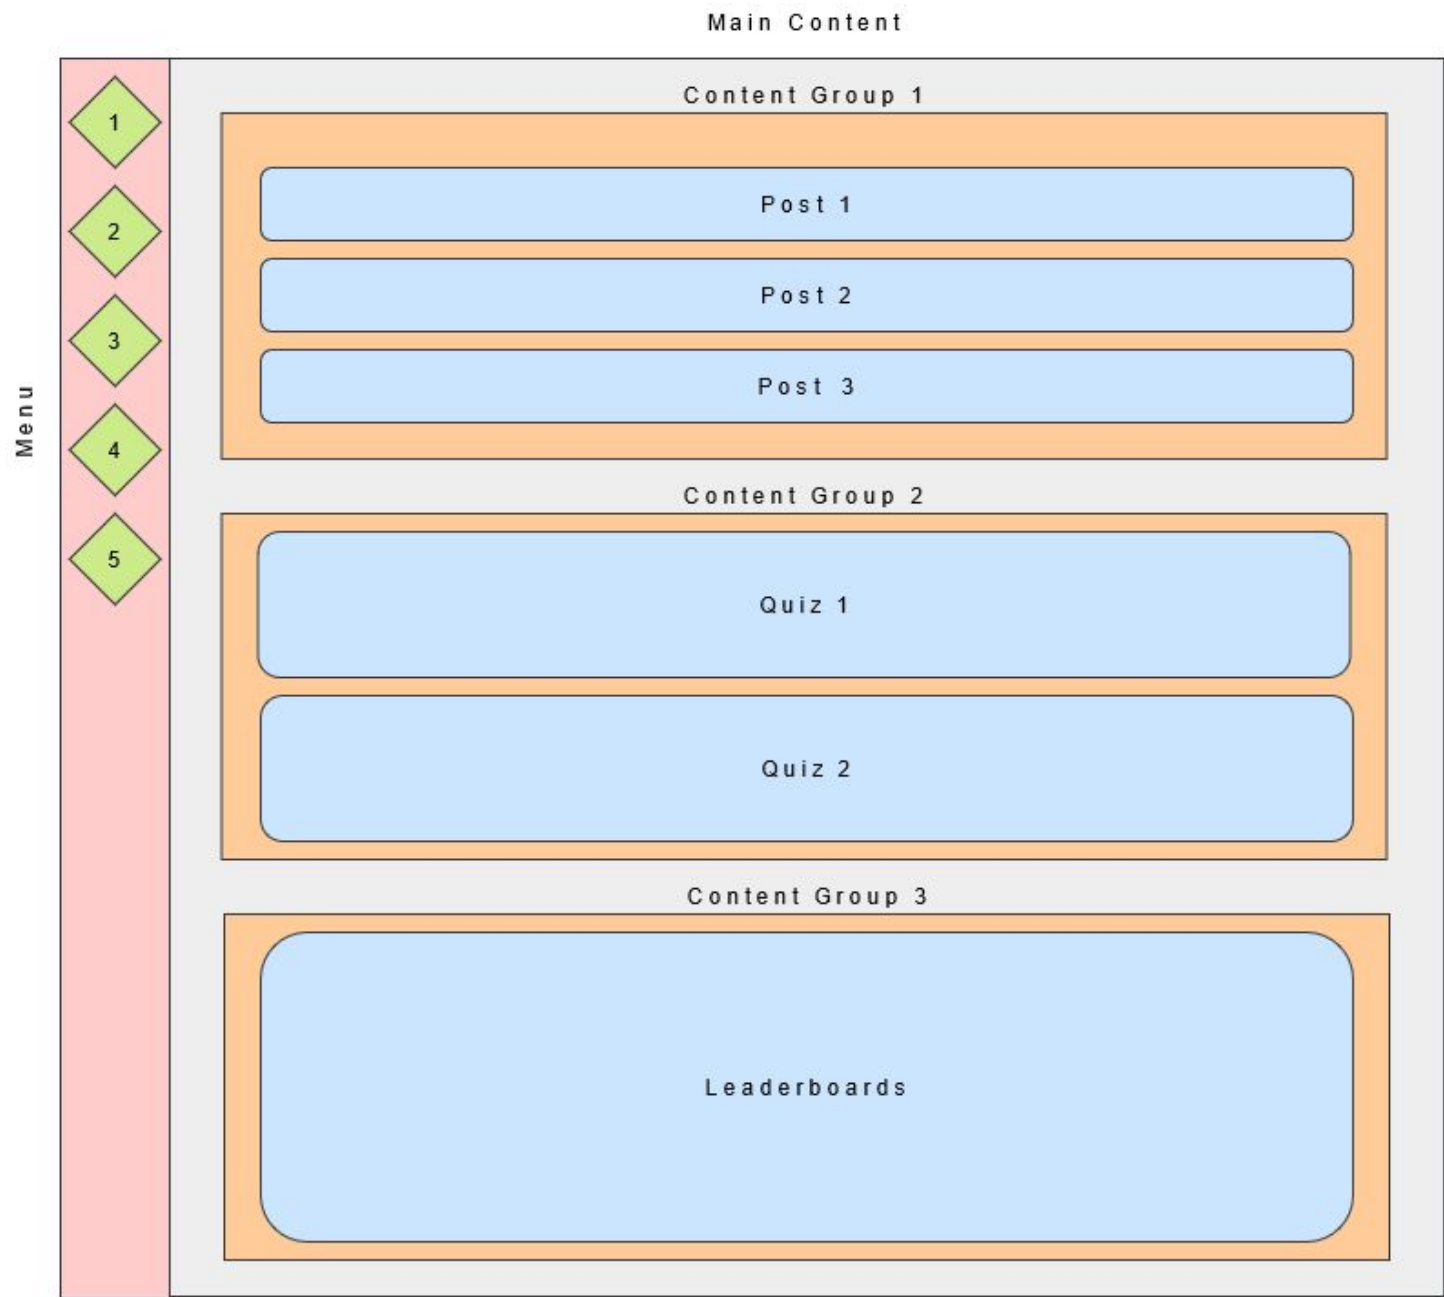 Main Content
Menu
1
2
3
4
5
Content Group 1
Post 1
Post 2
Post 3
Content Group 2
Quiz 1
Quiz 2
Content Group 3
Leaderboards